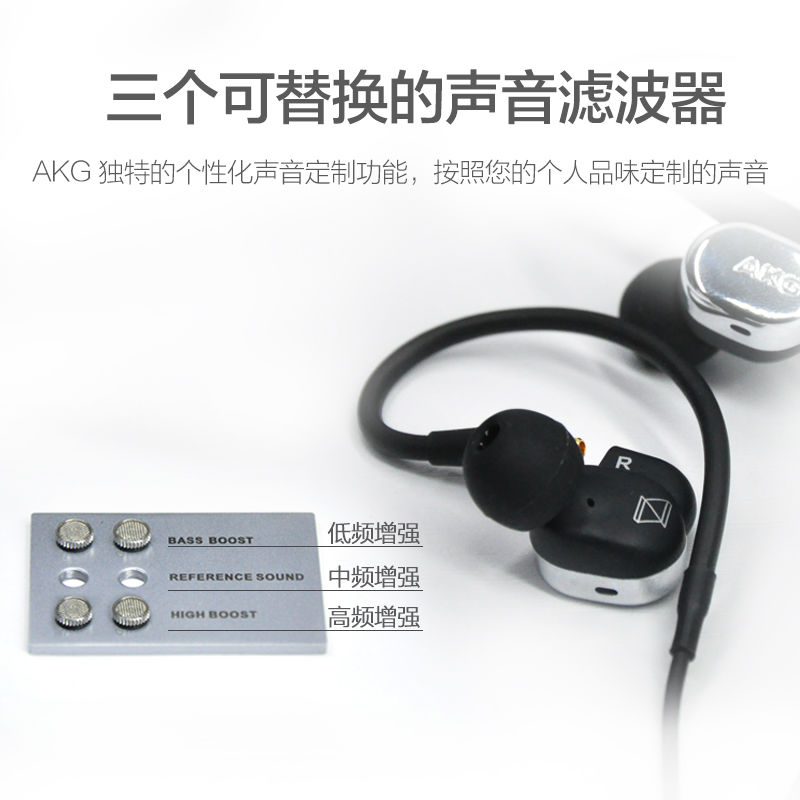 三个可替换的声音滤波器
AKG 独特的个性化声音定制功能，按照您的个人品味定制的声音
AKG
R
BASS BOOST 低频增强
REFERENCE SOUND 中频增强
HIGH BOOST 高频增强